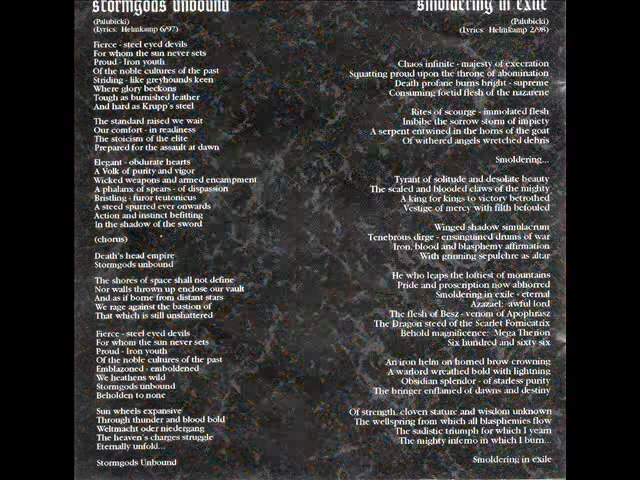 stormgods unbound
(Palubicki)
(Lyrics: Helmkamp 6/97)
Fierce - steel eyed devils
For whom the sun never sets
Proud - Iron youth
Of the noble cultures of the past
Striding - like greyhounds keen
Where glory beckons
Tough as burnished leather
And hard as Krupp's steel
The standard raised we wait
Our comfort - in readiness
The stoicism of the elite
Prepared for the assault at dawn
Elegant - obdurate hearts
A Volk of purity and vigor
Wicked weapons and armed encampment
A phalanx of spears - of dispassion
Bristling - furor teutonicus
A steed spurred ever onwards
Action and instinct befitting
In the shadow of the sword
(chorus)
Death's head empire
Stormgods unbound
The shores of space shall not define
Nor walls thrown up enclose our vault
And as if borne from distant stars
We rage against the bastion of
That which is still unshattered
Fierce - steel eyed devils
For whom the sun never sets
Proud - Iron youth
Of the noble cultures of the past
Emblazoned - emboldened
We heathens wild
Stormgods unbound
Beholden to none
Sun wheels expansive
Through thunder and blood bold
Weltmacht oder niedergang
The heaven's charges struggle
Eternally unfold...
Stormgods Unbound
smoldering in exile
(Palubicki)
(Lyrics: Helmkamp 2/98)
Chaos infinite - majesty of execration
Squatting proud upon the throne of abomination
Death profane burns bright - supreme
Consuming foetid flesh of the nazarene
Rites of scourge - immolated flesh
Imbibe the sorrow storm of impiety
A serpent entwined in the horns of the goat
Of withered angels wretched debris
Smoldering...
Tyrant of solitude and desolate beauty
The scaled and blooded claws of the mighty
A king for kings to victory betrothed
Vestige of mercy with filth befouled
Winged shadow simulacrum
Tenebrous dirge - ensanguined drums of war
Iron, blood and blasphemy affirmation
With grinning sepulchre as altar
He who leaps the loftiest of mountains
Pride and proscription now abhorred
Smoldering in exile - eternal
Azazel: awful lord
The flesh of Besz - venom of Apophrasz
The Dragon steed of the Scarlet Fornicatrix
Behold magnificence: Mega Therion
Six hundred and sixty six
An iron helm on horned brow crowning
A warlord wreathed bold with lightning
Obsidian splendor - of starless purity
The bringer enflamed of dawns and destiny
Of strength, cloven stature and wisdom unknown
The wellspring from which all blasphemies flow
The sadistic triumph for which I yearn
The mighty inferno in which I burn...
Smoldering in exile